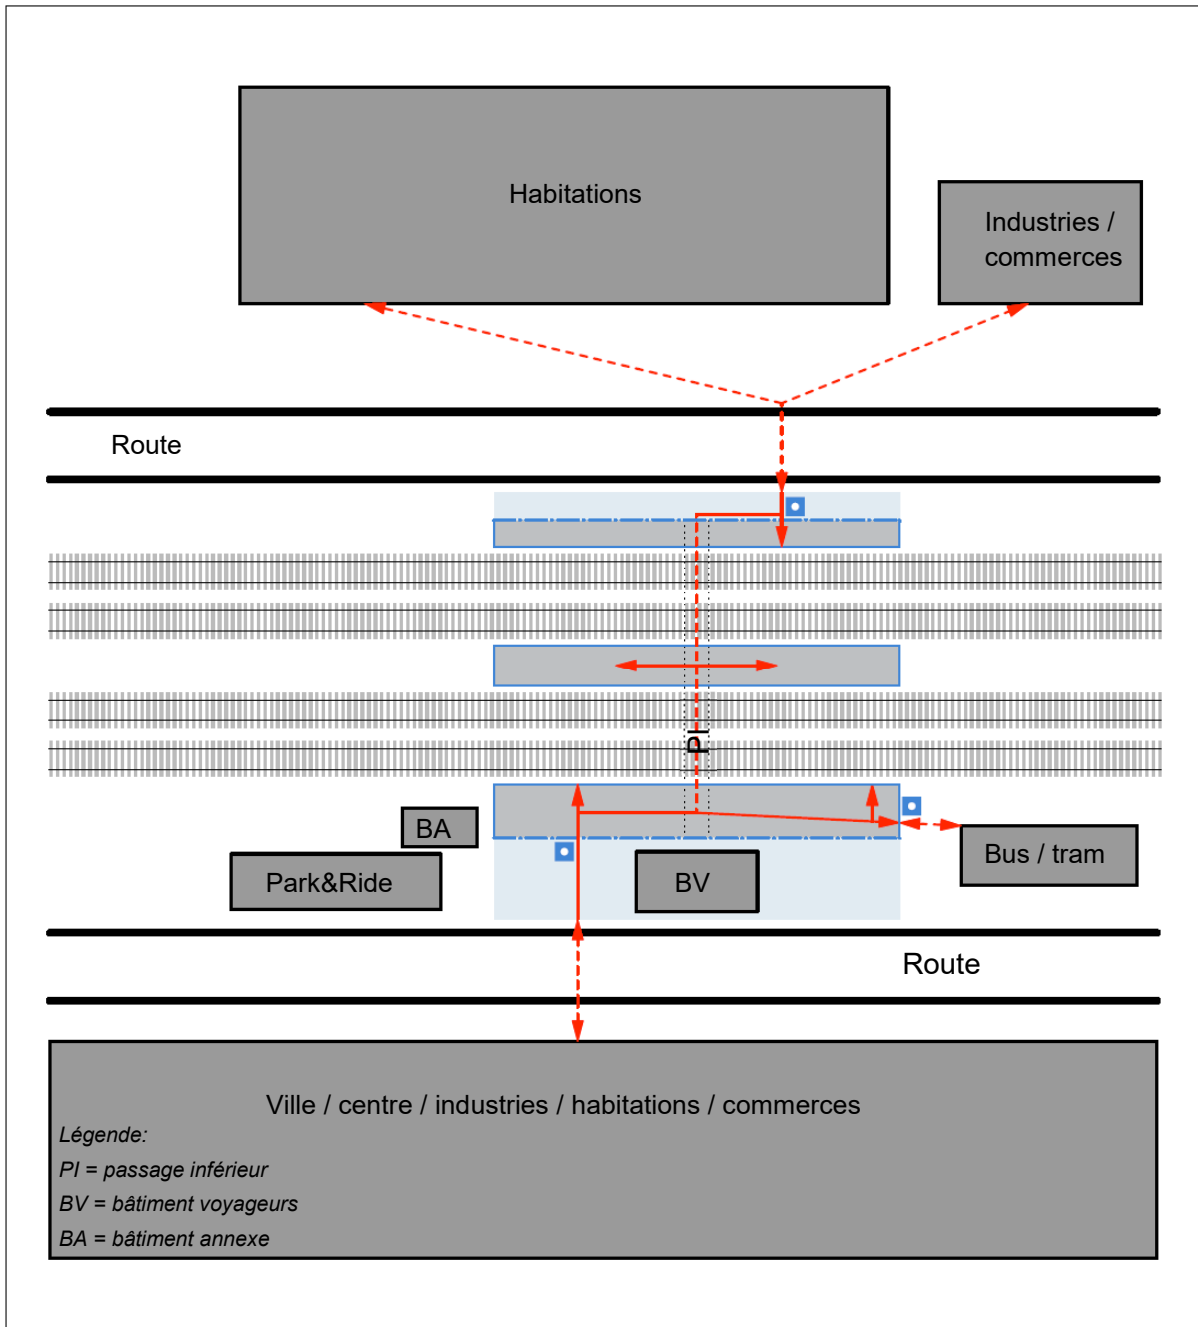 Habitations
Industries /
commerces
Route
PI
BA
Park&Ride
BV
Bus / tram
Route
Ville / centre / industries / habitations / commerces
Légende:
PI = passage inférieur
BV = bâtiment voyageurs
BA = bâtiment annexe